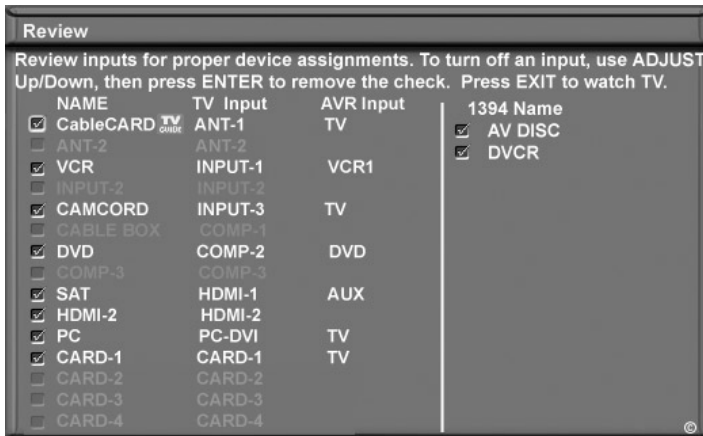 Review
Review inputs for proper device assignments. To turn off an input, use ADJUST
Up/Down, then press ENTER to remove the check. Press EXIT to watch TV.
NAME TV Input AVR Input
CableCARD TV GUIDE ANT-1 TV
ANT-2 ANT-2
VCR INPUT-1 VCR1
INPUT-2 INPUT-2
CAMCORD INPUT-3 TV
CABLE BOX COMP-1
DVD COMP-2 DVD
COMP-3 COMP-3
SAT HDMI-1 AUX
HDMI-2 HDMI-2
PC PC-DVI TV
CARD-1 CARD-1 TV
CARD-2 CARD-2
CARD-3 CARD-3
CARD-4 CARD-4
1394 Name
AV DISC
DVCR
©